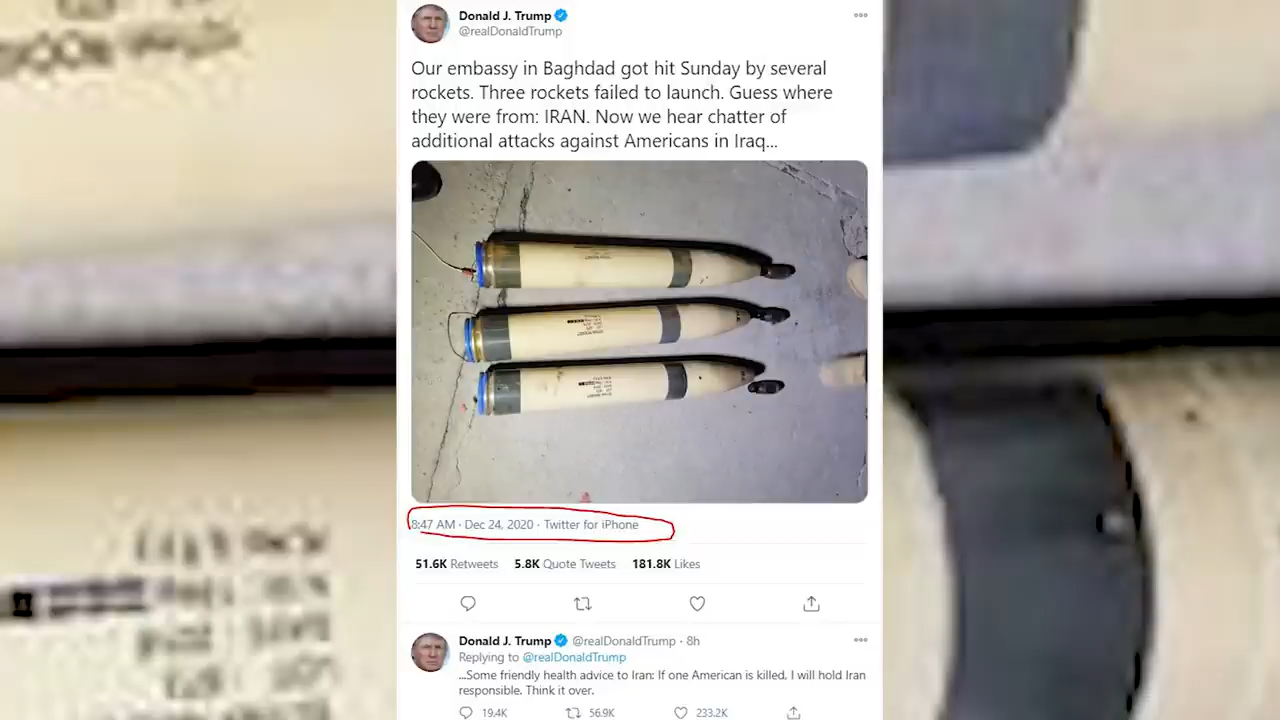 Donald J. Trump
@realDonaldTrump
Our embassy in Baghdad got hit Sunday by several
rockets. Three rockets failed to launch. Guess where
they were from: IRAN. Now we hear chatter of
additional attacks against Americans in Iraq...
8:47 AM · Dec 24, 2020 · Twitter for iPhone
51.6K Retweets 5.8K Quote Tweets 181.8K Likes
Donald J. Trump @realDonaldTrump · 8h
Replying to @realDonaldTrump
...Some friendly health advice to Iran: If one American is killed, I will hold Iran
responsible. Think it over.
19.4K 56.9K 233.2K